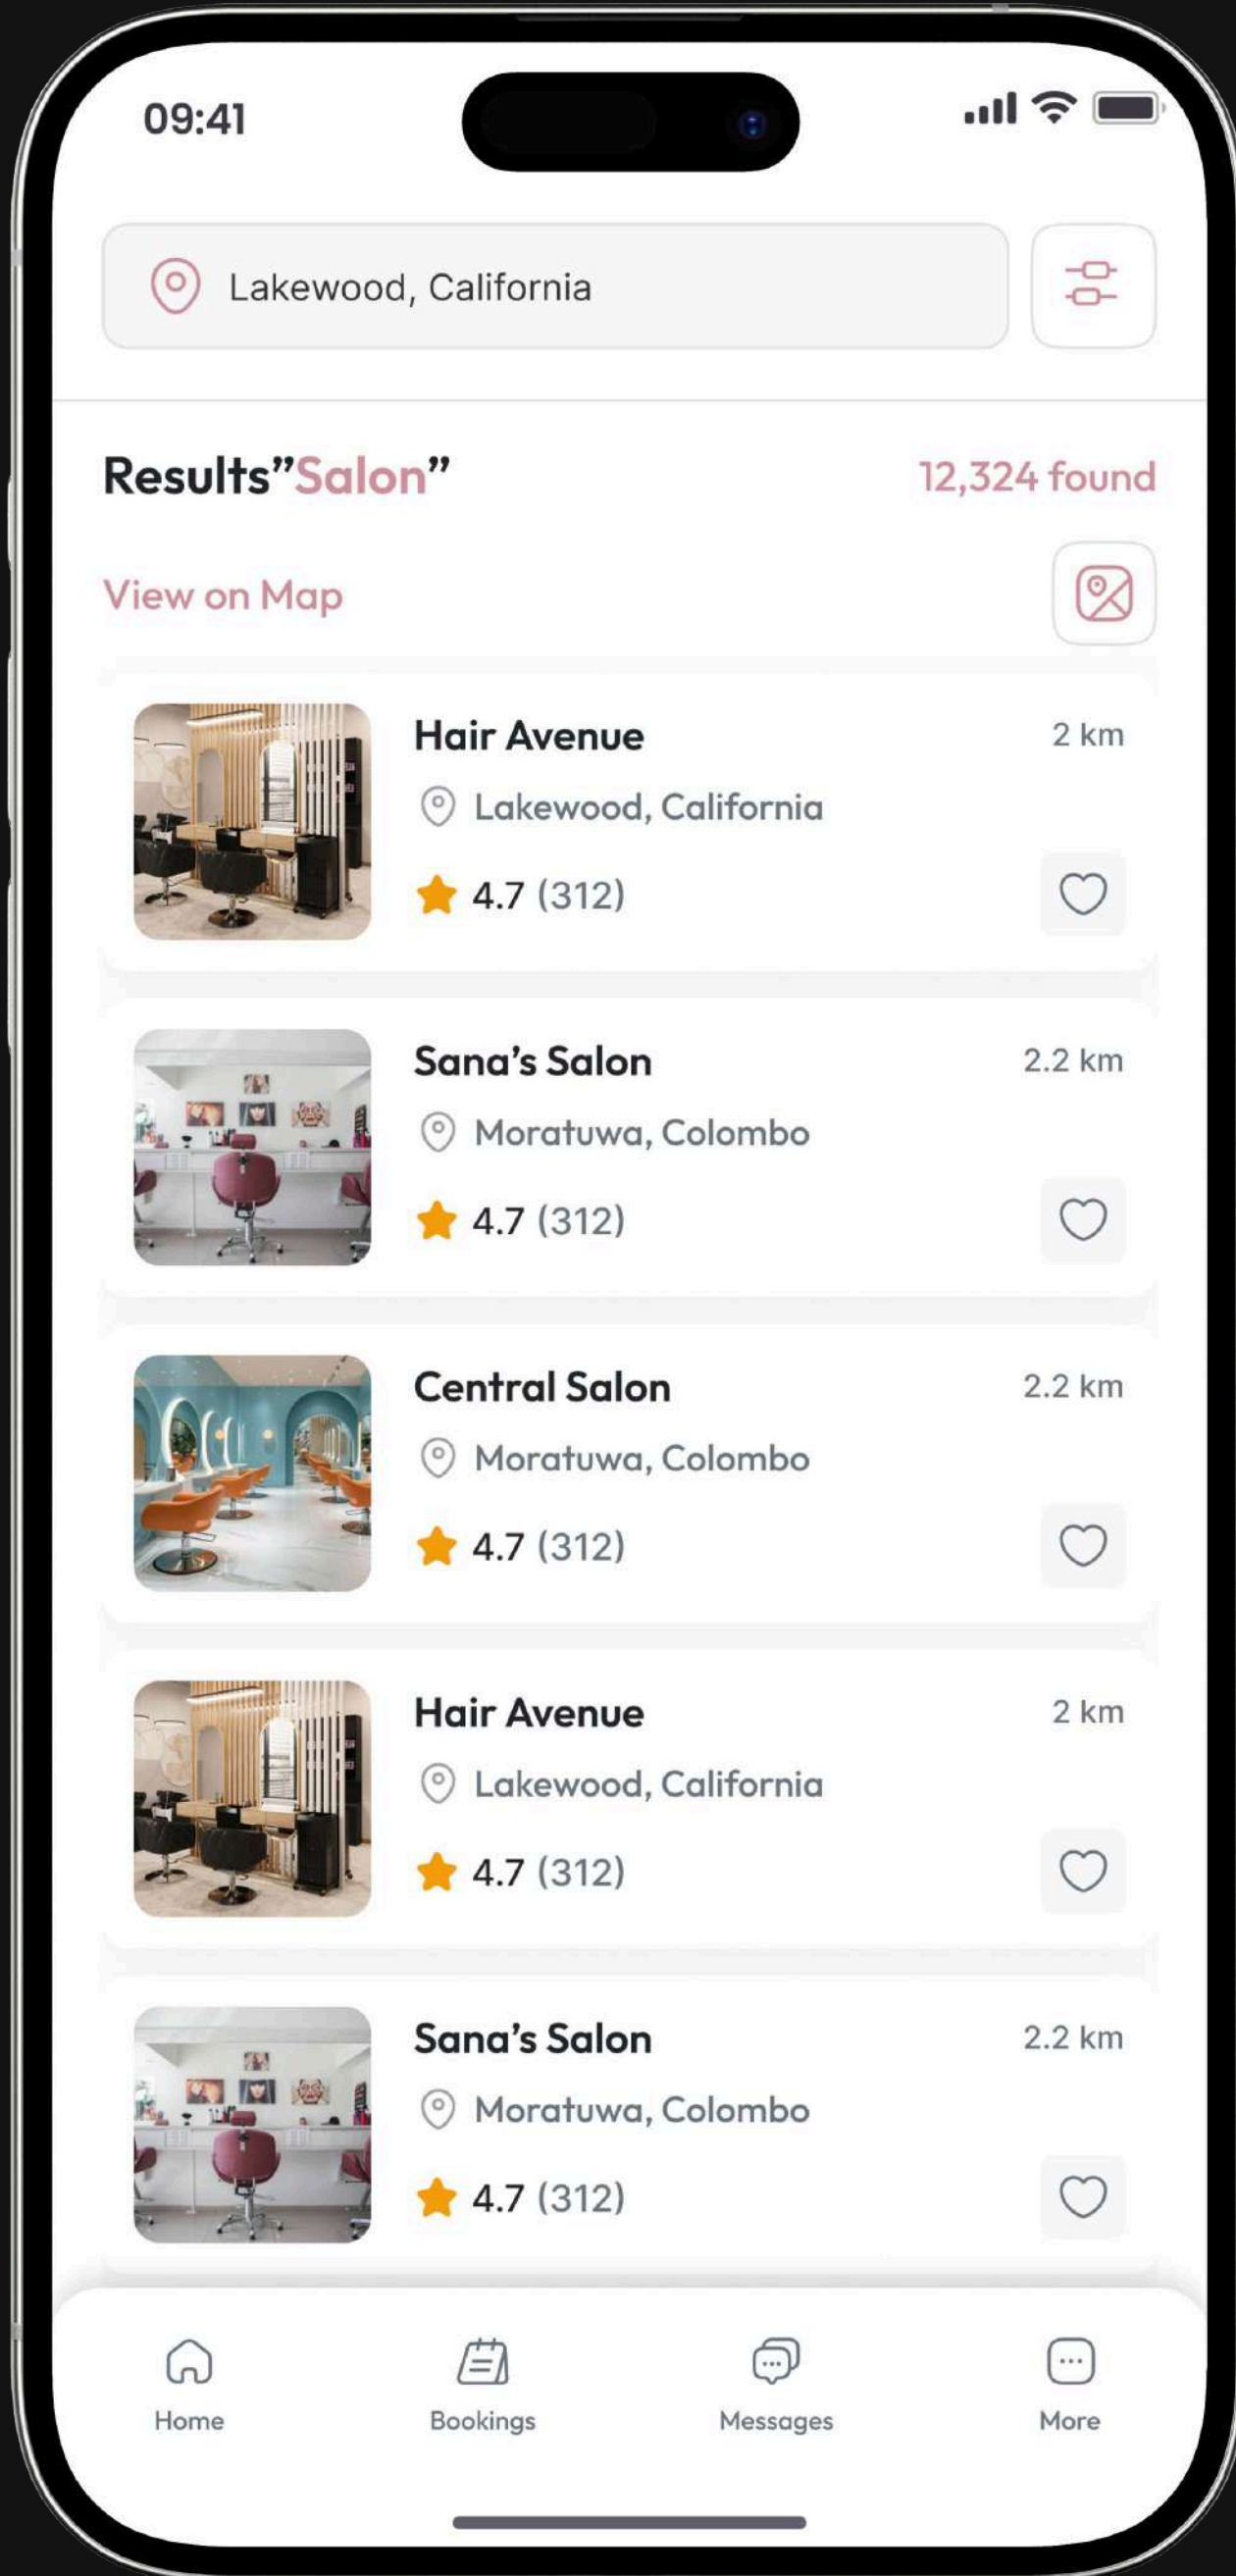 09:41
Lakewood, California
Results”Salon”
12,324 found
View on Map
Hair Avenue
2 km
Lakewood, California
4.7 (312)
Sana’s Salon
2.2 km
Moratuwa, Colombo
4.7 (312)
Central Salon
2.2 km
Moratuwa, Colombo
4.7 (312)
Hair Avenue
2 km
Lakewood, California
4.7 (312)
Sana’s Salon
2.2 km
Moratuwa, Colombo
4.7 (312)
Home
Bookings
Messages
More